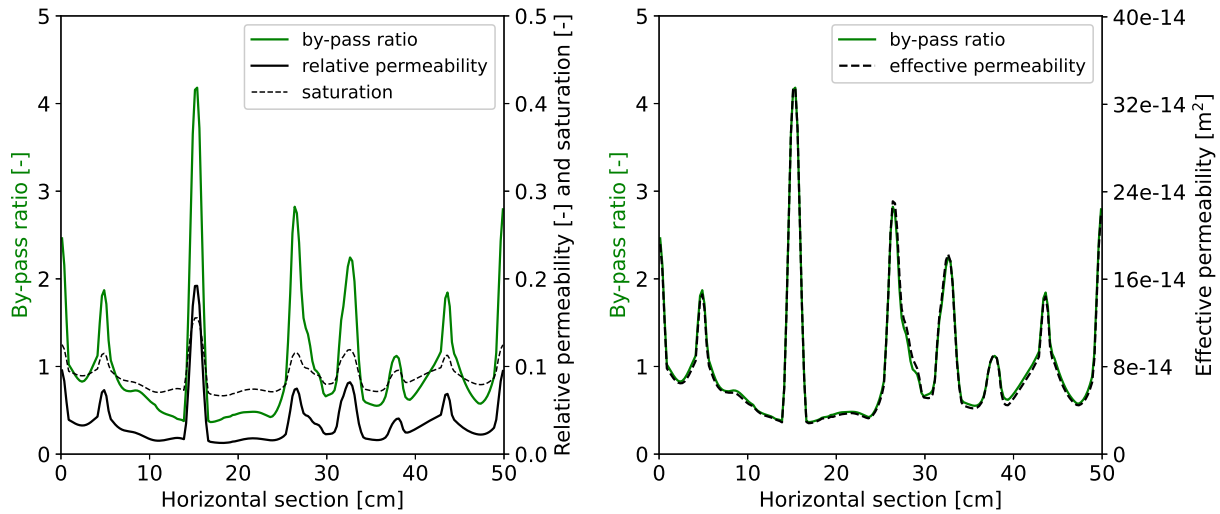 5
4
3
2
1
0
By-pass ratio [-]
by-pass ratio
relative permeability
saturation
0.5
0.4
0.3
0.2
0.1
0.0
Relative permeability [-] and saturation [-]
0 10 20 30 40 50
Horizontal section [cm]
5
4
3
2
1
0
By-pass ratio [-]
by-pass ratio
effective permeability
40e-14
32e-14
24e-14
16e-14
8e-14
0
Effective permeability [m²]
0 10 20 30 40 50
Horizontal section [cm]